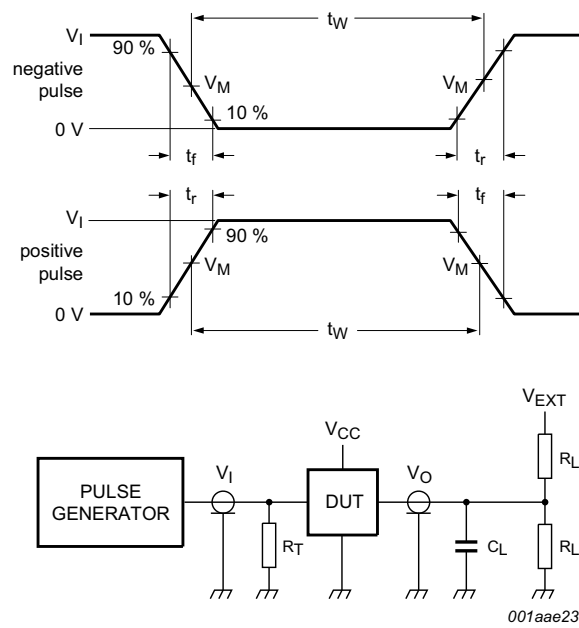 V_I
t_W
90 %
negative
pulse
V_M
V_M
10 %
0 V
t_f
t_r
t_r
t_f
V_I
90 %
positive
pulse
V_M
V_M
10 %
0 V
t_W
V_EXT
V_CC
R_L
V_I
V_O
PULSE
GENERATOR
DUT
R_T
C_L
R_L
001aae23